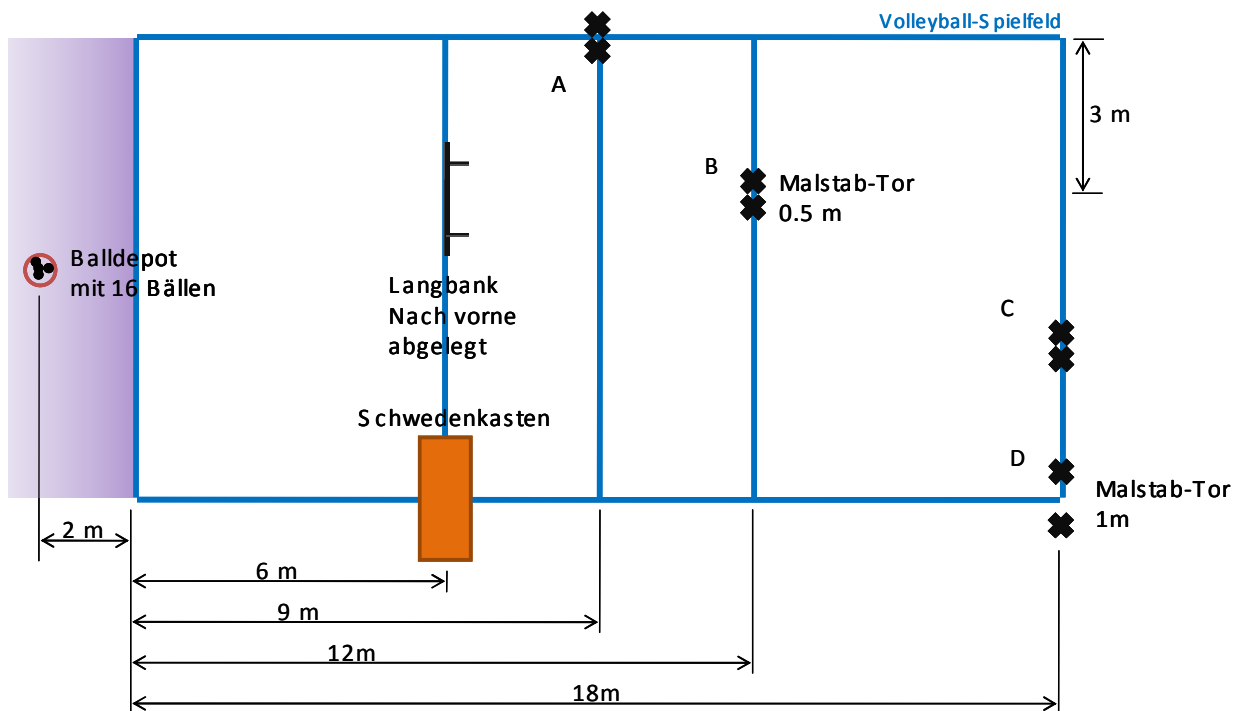 Volleyball-Spielfeld
A
3 m
B
Malstab-Tor
0.5 m
Balldepot
mit 16 Bällen
Langbank
Nach vorne
abgelegt
C
Schwedenkasten
D
Malstab-Tor
1m
2 m
6 m
9 m
12m
18m